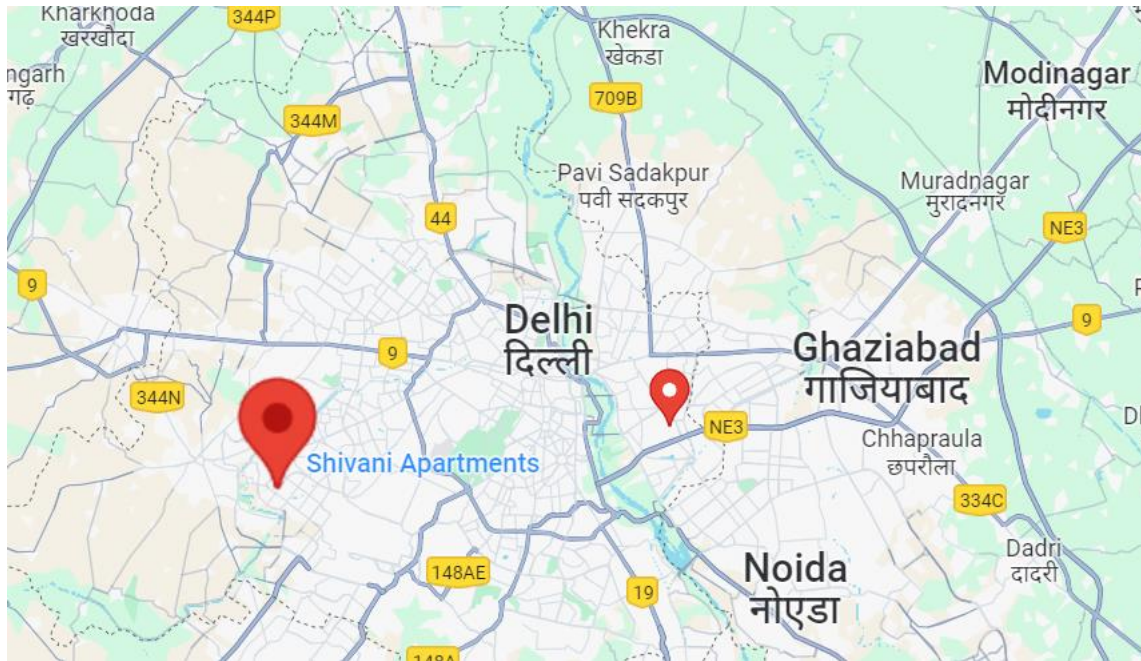 Kharkhoda
खरखौदा
344P
Khekra
खेकडा
ngarh
गढ़
Modinagar
मोदीनगर
709B
344M
Pavi Sadakpur
पवी सदकपुर
Muradnagar
मुरादनगर
44
NE3
9
Delhi
दिल्ली
9
9
Ghaziabad
गाजियाबाद
344N
NE3
Chhapraula
छपरौला
Shivani Apartments
334C
Dadri
दादरी
148AE
Noida
नोएडा
19
148A